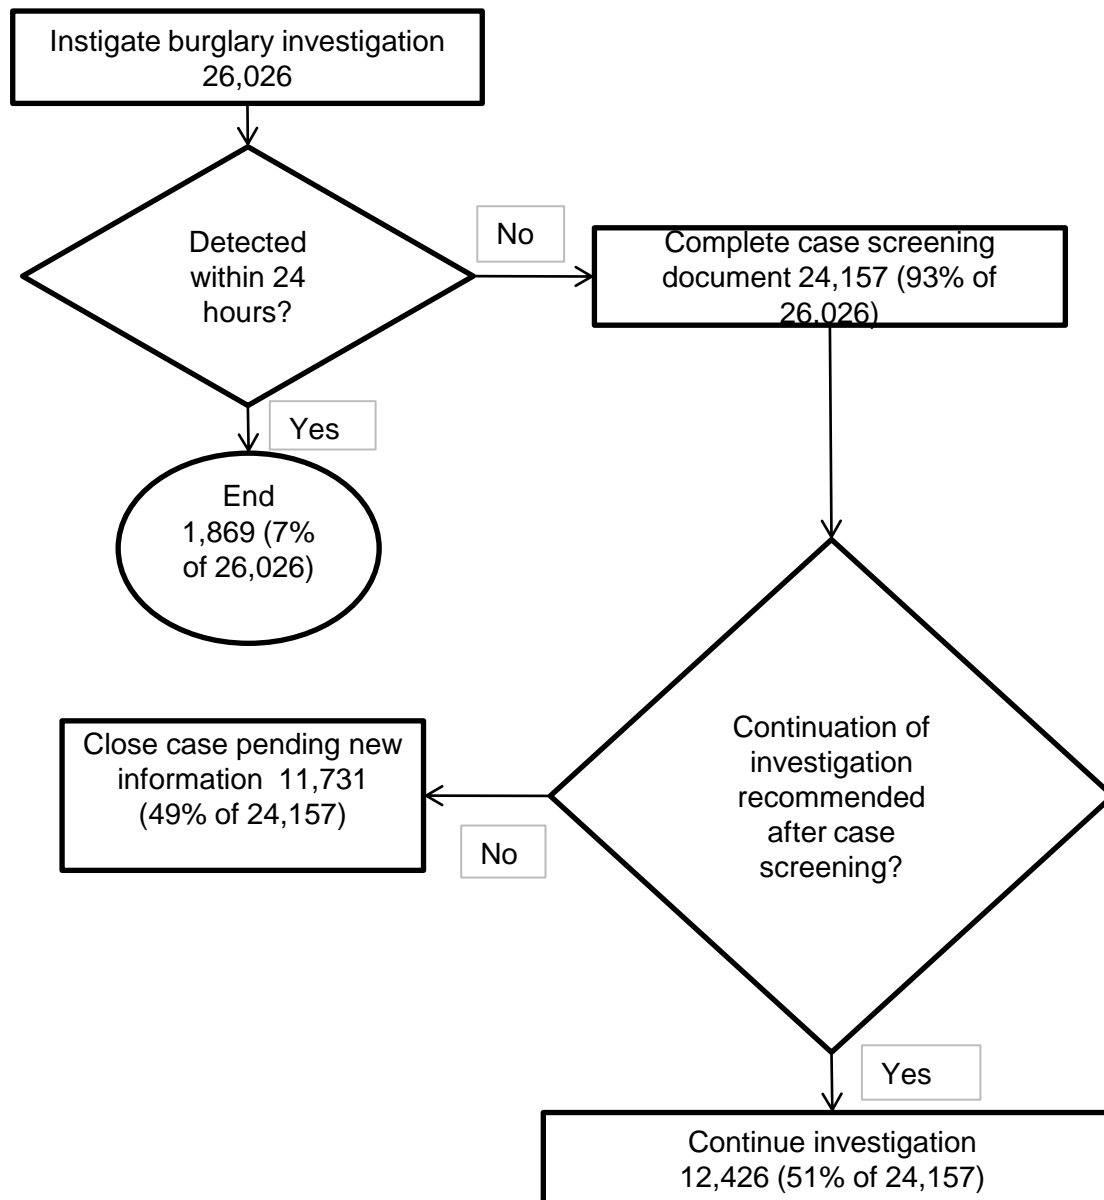 Instigate burglary investigation
26,026
Detected
within 24
hours?
No
Complete case screening
document 24,157 (93% of
26,026)
Yes
End
1,869 (7%
of 26,026)
Continuation of
investigation
recommended
after case
screening?
Close case pending new
information 11,731
(49% of 24,157)
No
Yes
Continue investigation
12,426 (51% of 24,157)